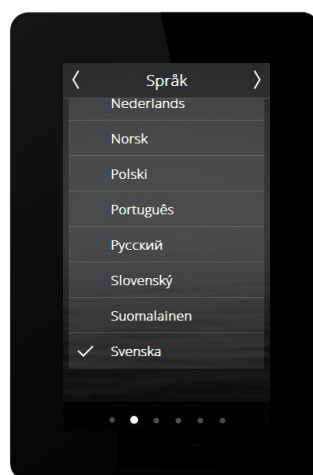 Språk
Nederlands
Norsk
Polski
Português
Русский
Slovenský
Suomalainen
Svenska